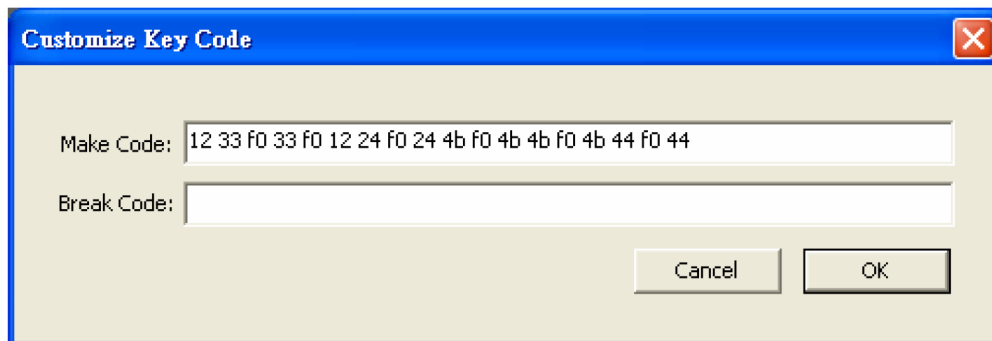 Customize Key Code
Make Code: 12 33 f0 33 f0 12 24 f0 24 4b f0 4b 4b f0 4b 44 f0 44
Break Code:
Cancel OK